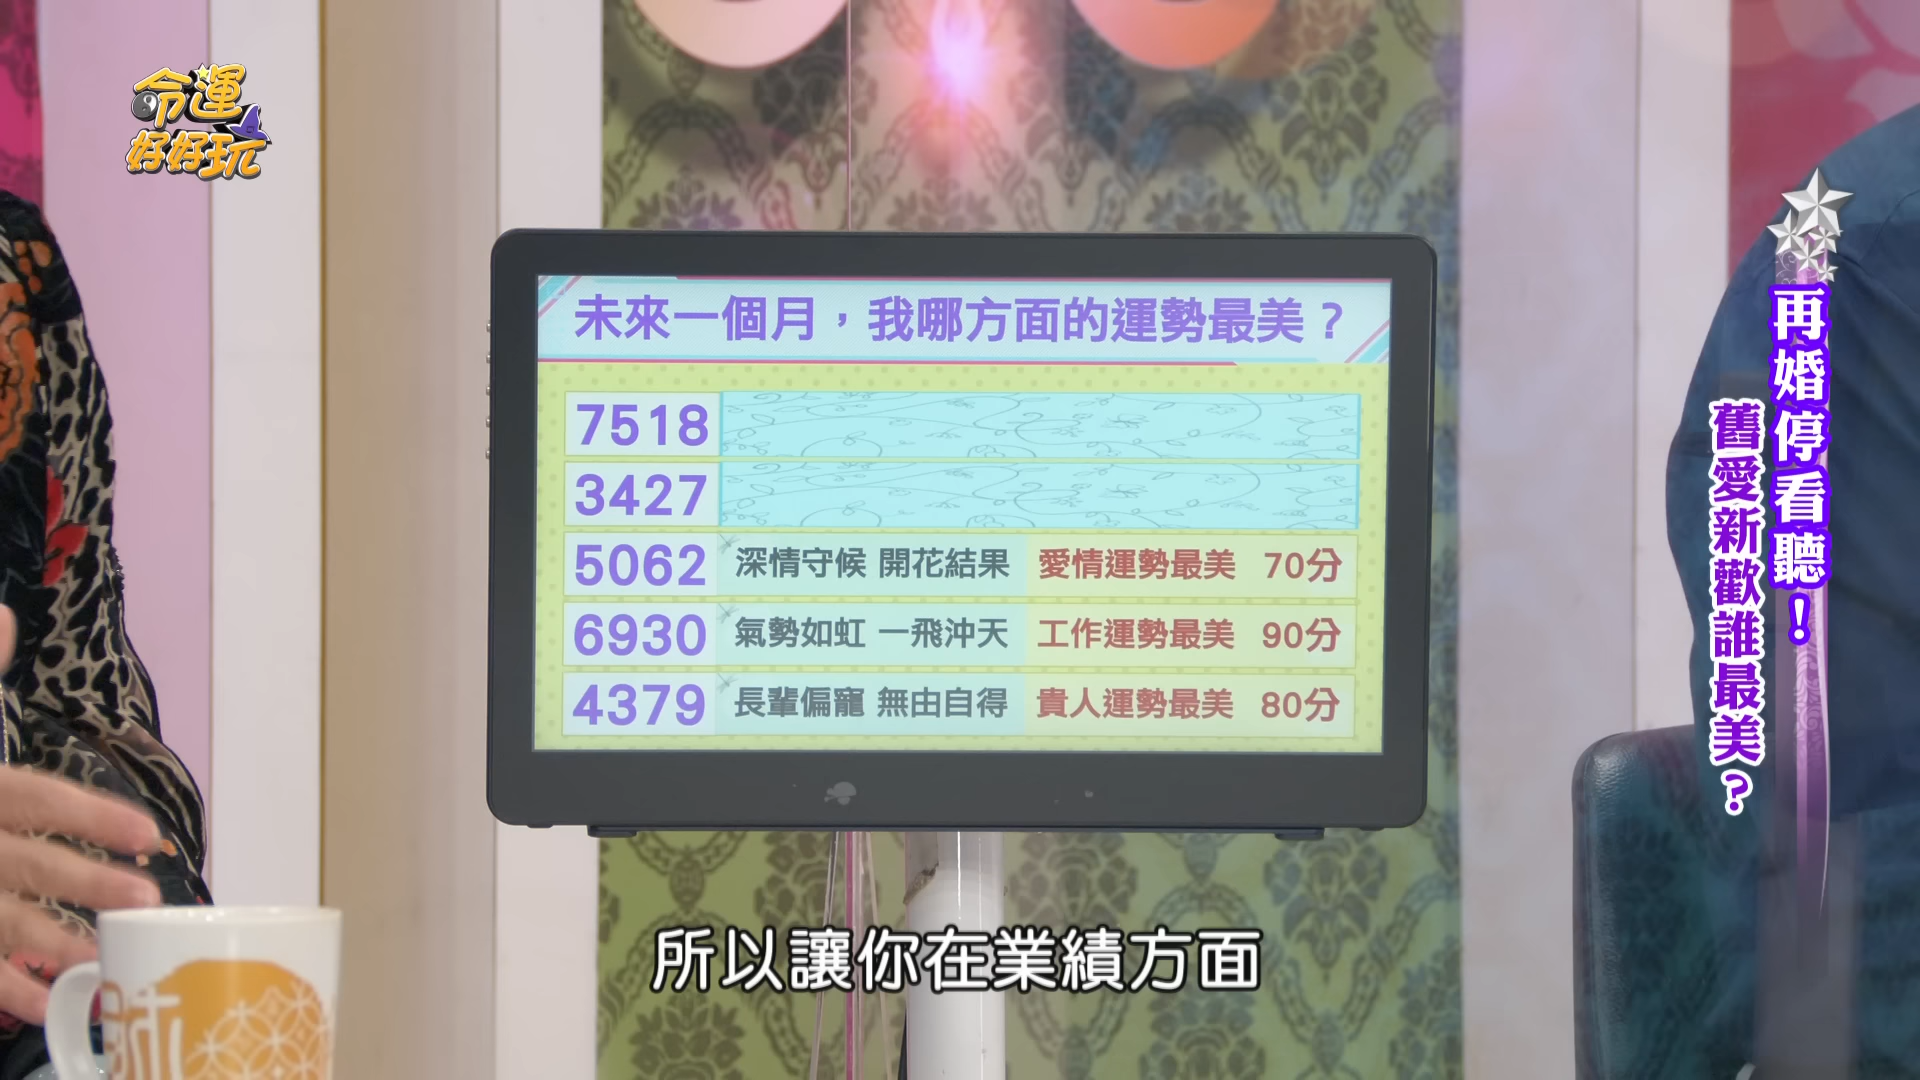 命運
好好玩
未來一個月，我哪方面的運勢最美？
7518
3427
5062 深情守候 開花結果 愛情運勢最美 70分
6930 氣勢如虹 一飛沖天 工作運勢最美 90分
4379 長輩偏寵 無由自得 貴人運勢最美 80分
再婚停看聽！
舊愛新歡誰最美？
所以讓你在業績方面